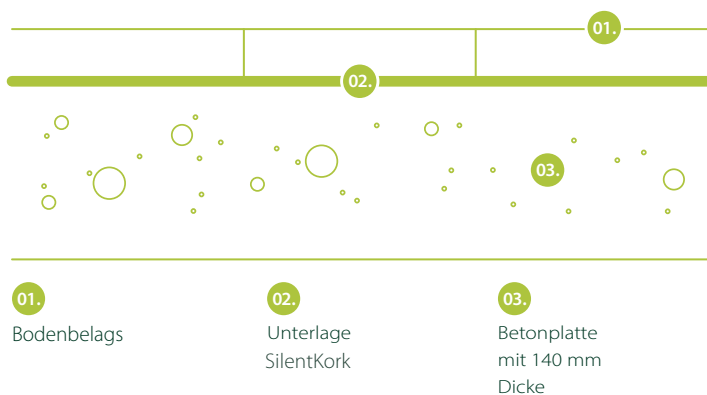 01.
02.
03.
01.
Bodenbelags
02.
Unterlage
SilentKork
03.
Betonplatte
mit 140 mm
Dicke